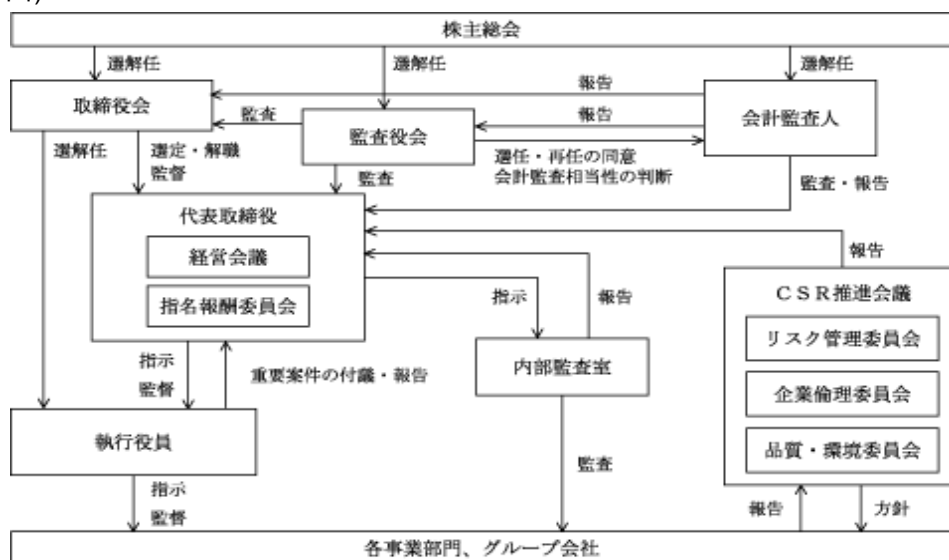 株主総会
選解任
選解任
選解任
報告
取締役会
監査
報告
会計監査人
監査役会
選解任
選定・解職
監督
選任・再任の同意
会計監査相当性の判断
監査
監査・報告
代表取締役
経営会議
指名報酬委員会
報告
指示
報告
CSR推進会議
リスク管理委員会
企業倫理委員会
品質・環境委員会
内部監査室
指示
監督
重要案件の付議・報告
執行役員
監査
指示
監督
報告
方針
各事業部門、グループ会社